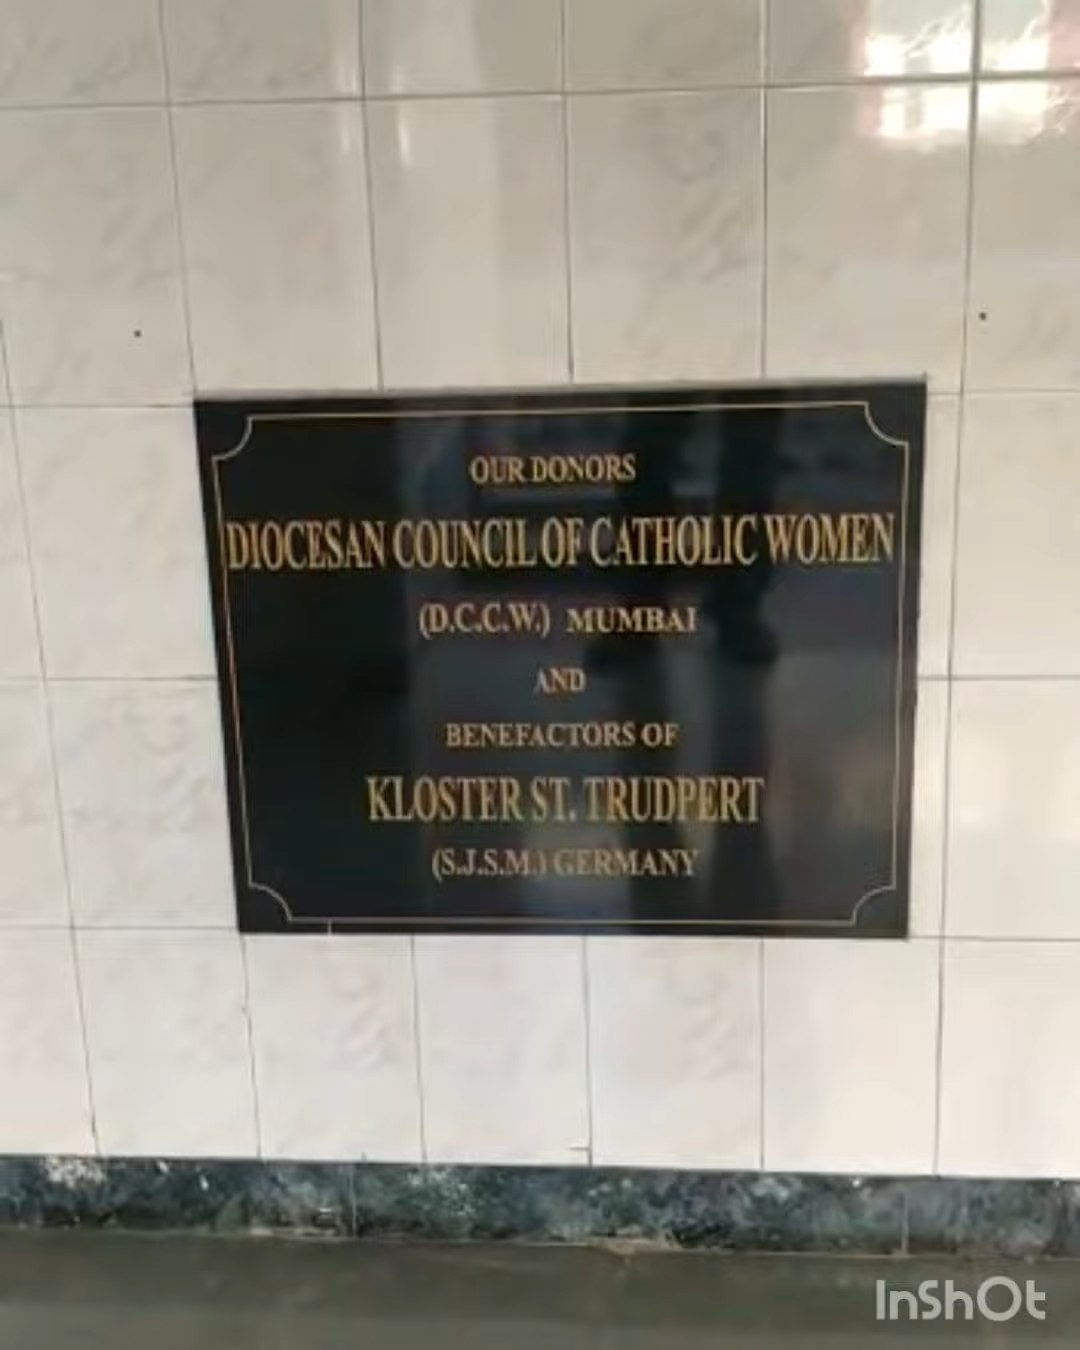 OUR DONORS
DIOCESAN COUNCIL OF CATHOLIC WOMEN
(D.C.C.W.) MUMBAI
AND
BENEFACTORS OF
KLOSTER ST. TRUDPERT
(S.J.S.M.) GERMANY
InShOt